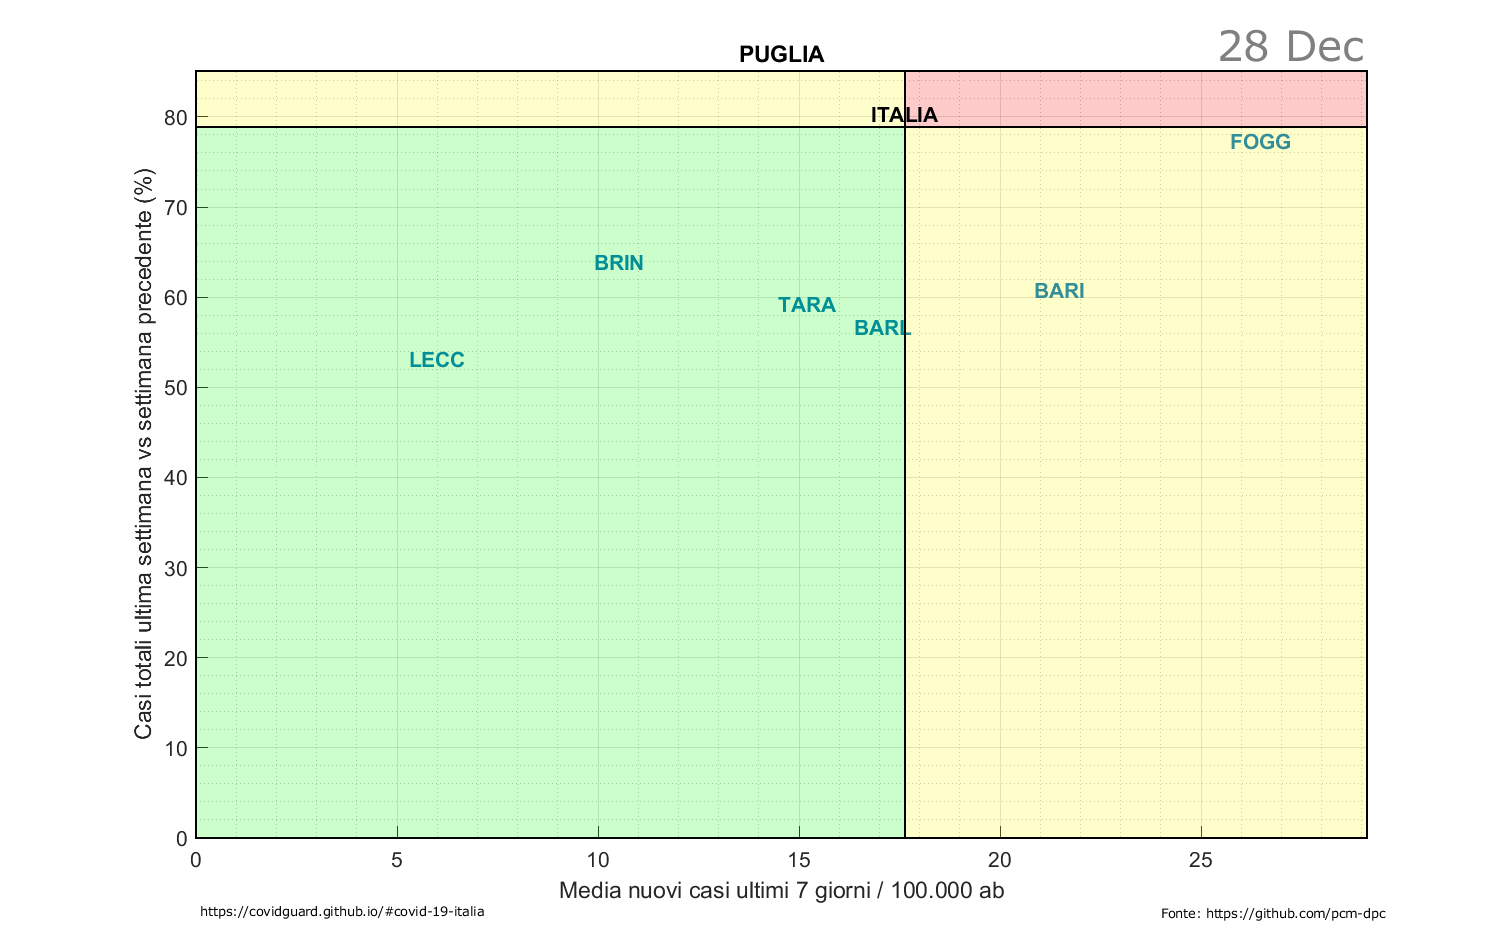 28 Dec
PUGLIA
80
70
60
50
40
30
20
10
0
Casi totali ultima settimana vs settimana precedente (%)
ITALIA
FOGG
BRIN
BARI
TARA
BARL
LECC
0 5 10 15 20 25
Media nuovi casi ultimi 7 giorni / 100.000 ab
https://covidguard.github.io/#covid-19-italia
Fonte: https://github.com/pcm-dpc